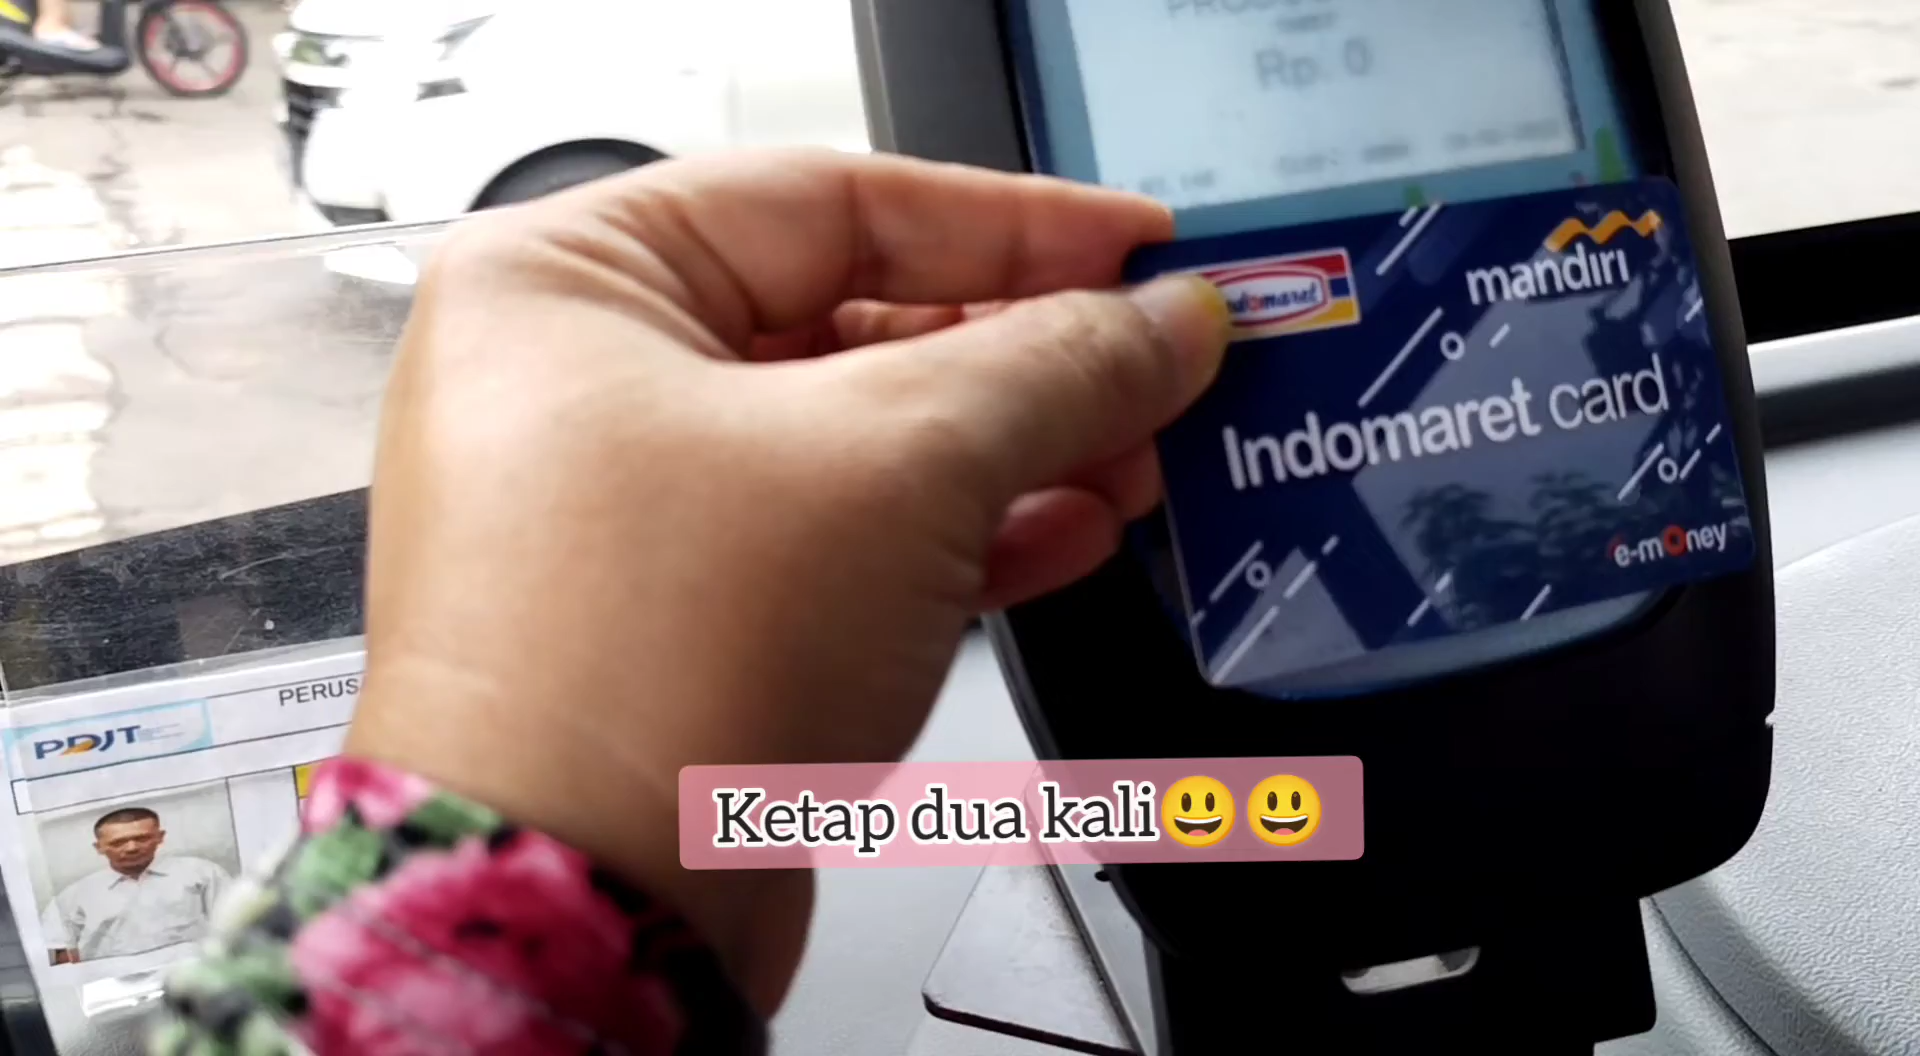 Rp. 0
Indomaret
mandiri
Indomaret card
e-money
PERUS
PDJT
Ketap dua kali😃😃